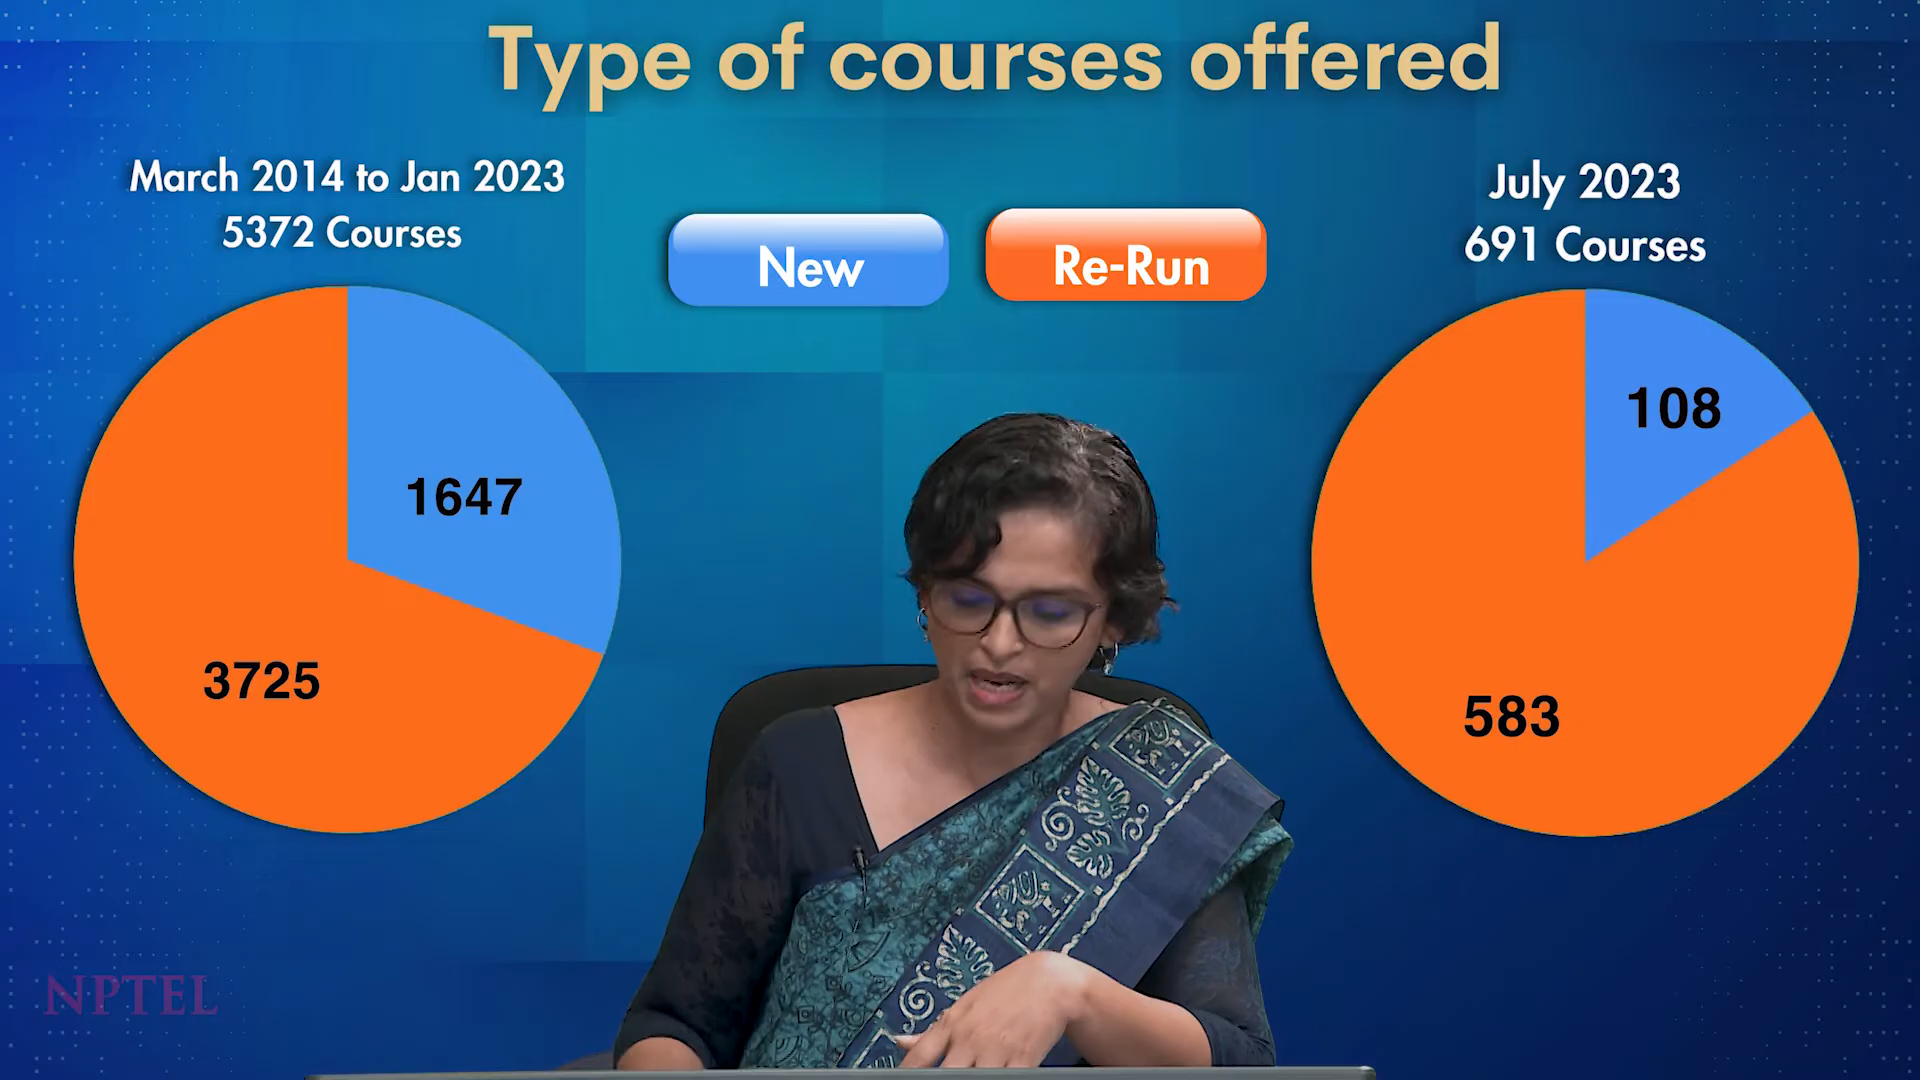 Type of courses offered
March 2014 to Jan 2023
5372 Courses
New
Re-Run
July 2023
691 Courses
1647
3725
108
583
NPTEL